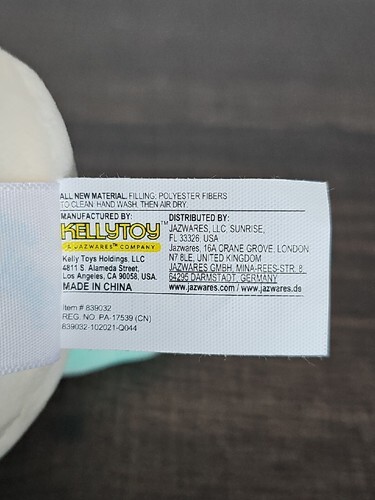 ALL NEW MATERIAL. FILLING: POLYESTER FIBERS
TO CLEAN: HAND WASH, THEN AIR DRY.
MANUFACTURED BY:
KELLYTOY™
A JAZWARES™ COMPANY
Kelly Toys Holdings, LLC
4811 S. Alameda Street,
Los Angeles, CA 90058, USA.
MADE IN CHINA
DISTRIBUTED BY:
JAZWARES, LLC, SUNRISE,
FL 33326, USA
Jazwares, 16A CRANE GROVE, LONDON
N7 8LE, UNITED KINGDOM
JAZWARES GMBH, MINA-REES-STR. 8,
64295 DARMSTADT, GERMANY
www.jazwares.com / www.jazwares.de
Item # 839032
REG. NO. PA-17539 (CN)
839032-102021-Q044